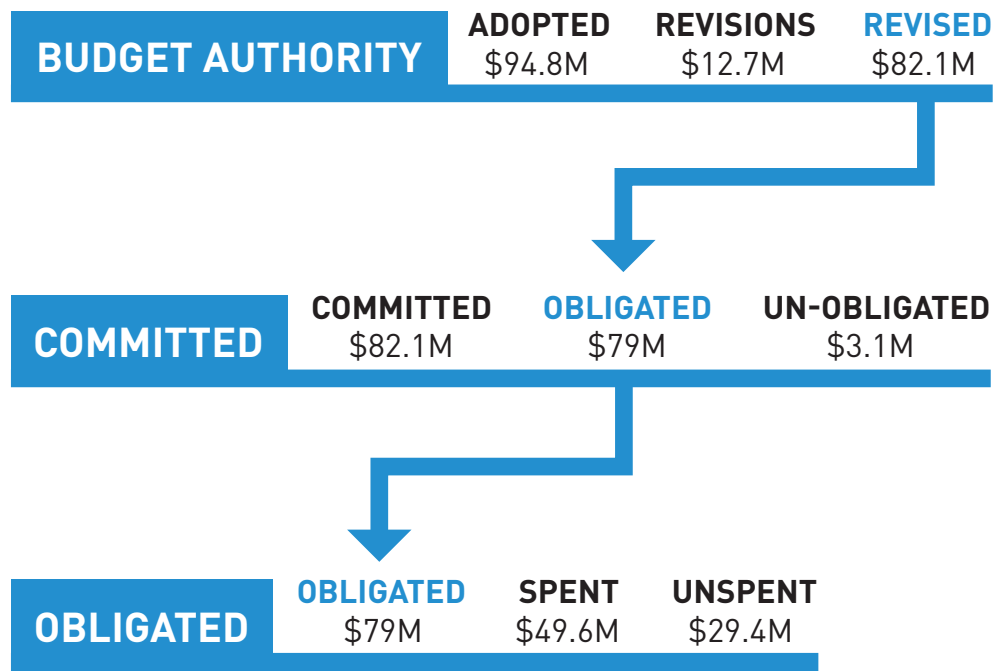 BUDGET AUTHORITY
ADOPTED REVISIONS REVISED
$94.8M $12.7M $82.1M
COMMITTED
COMMITTED OBLIGATED UN-OBLIGATED
$82.1M $79M $3.1M
OBLIGATED
OBLIGATED SPENT UNSPENT
$79M $49.6M $29.4M